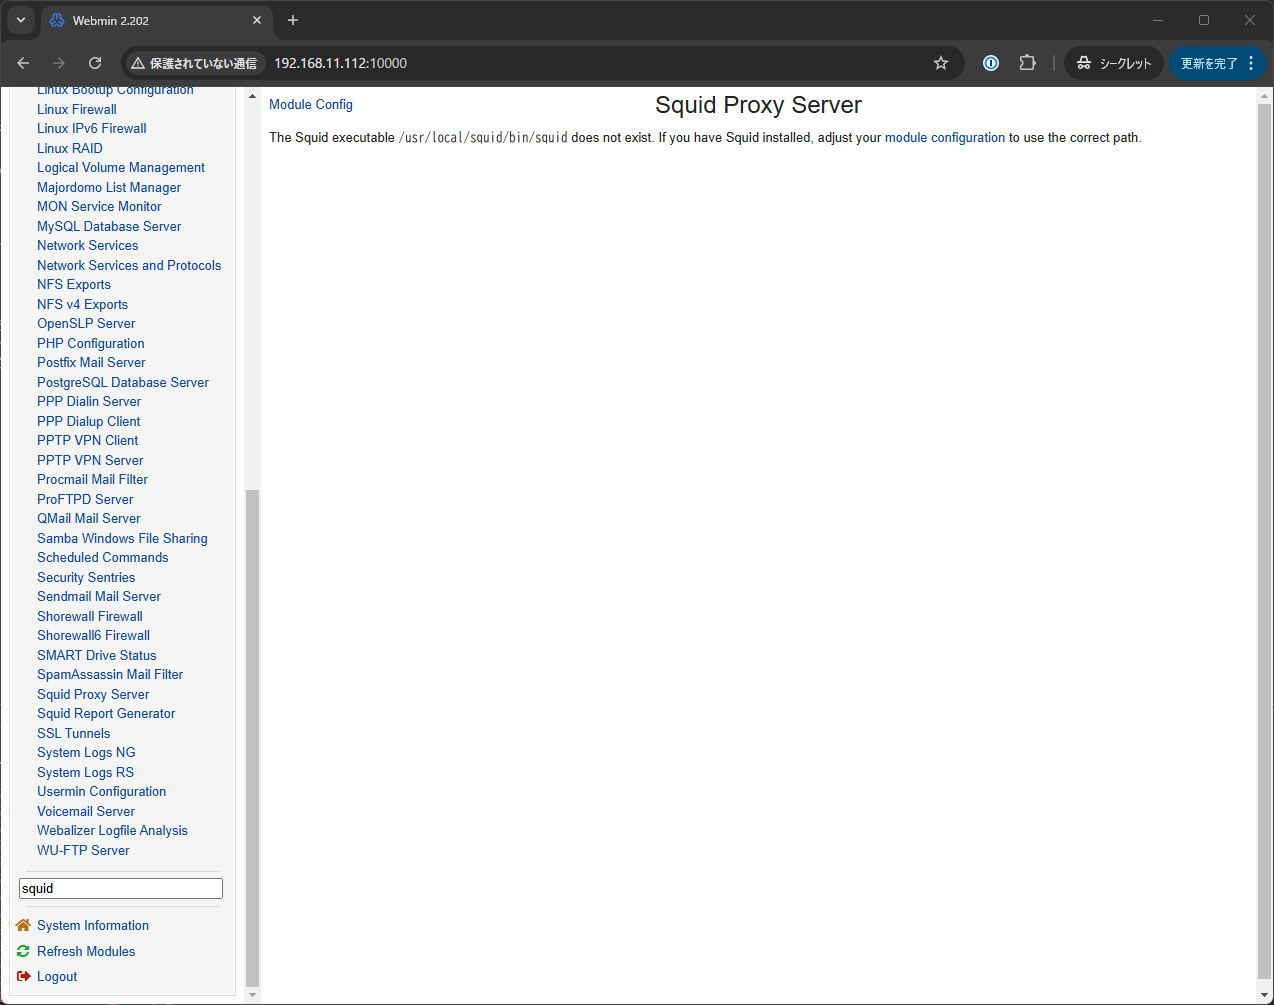 Webmin 2.202
保護されていない通信
192.168.11.112:10000
シークレット
更新を完了
Linux Bootup Configuration
Linux Firewall
Linux IPv6 Firewall
Linux RAID
Logical Volume Management
Majordomo List Manager
MON Service Monitor
MySQL Database Server
Network Services
Network Services and Protocols
NFS Exports
NFS v4 Exports
OpenSLP Server
PHP Configuration
Postfix Mail Server
PostgreSQL Database Server
PPP Dialin Server
PPP Dialup Client
PPTP VPN Client
PPTP VPN Server
Procmail Mail Filter
ProFTPD Server
QMail Mail Server
Samba Windows File Sharing
Scheduled Commands
Security Sentries
Sendmail Mail Server
Shorewall Firewall
Shorewall6 Firewall
SMART Drive Status
SpamAssassin Mail Filter
Squid Proxy Server
Squid Report Generator
SSL Tunnels
System Logs NG
System Logs RS
Usermin Configuration
Voicemail Server
Webalizer Logfile Analysis
WU-FTP Server
squid
System Information
Refresh Modules
Logout
Module Config
Squid Proxy Server
The Squid executable /usr/local/squid/bin/squid does not exist. If you have Squid installed, adjust your module configuration to use the correct path.